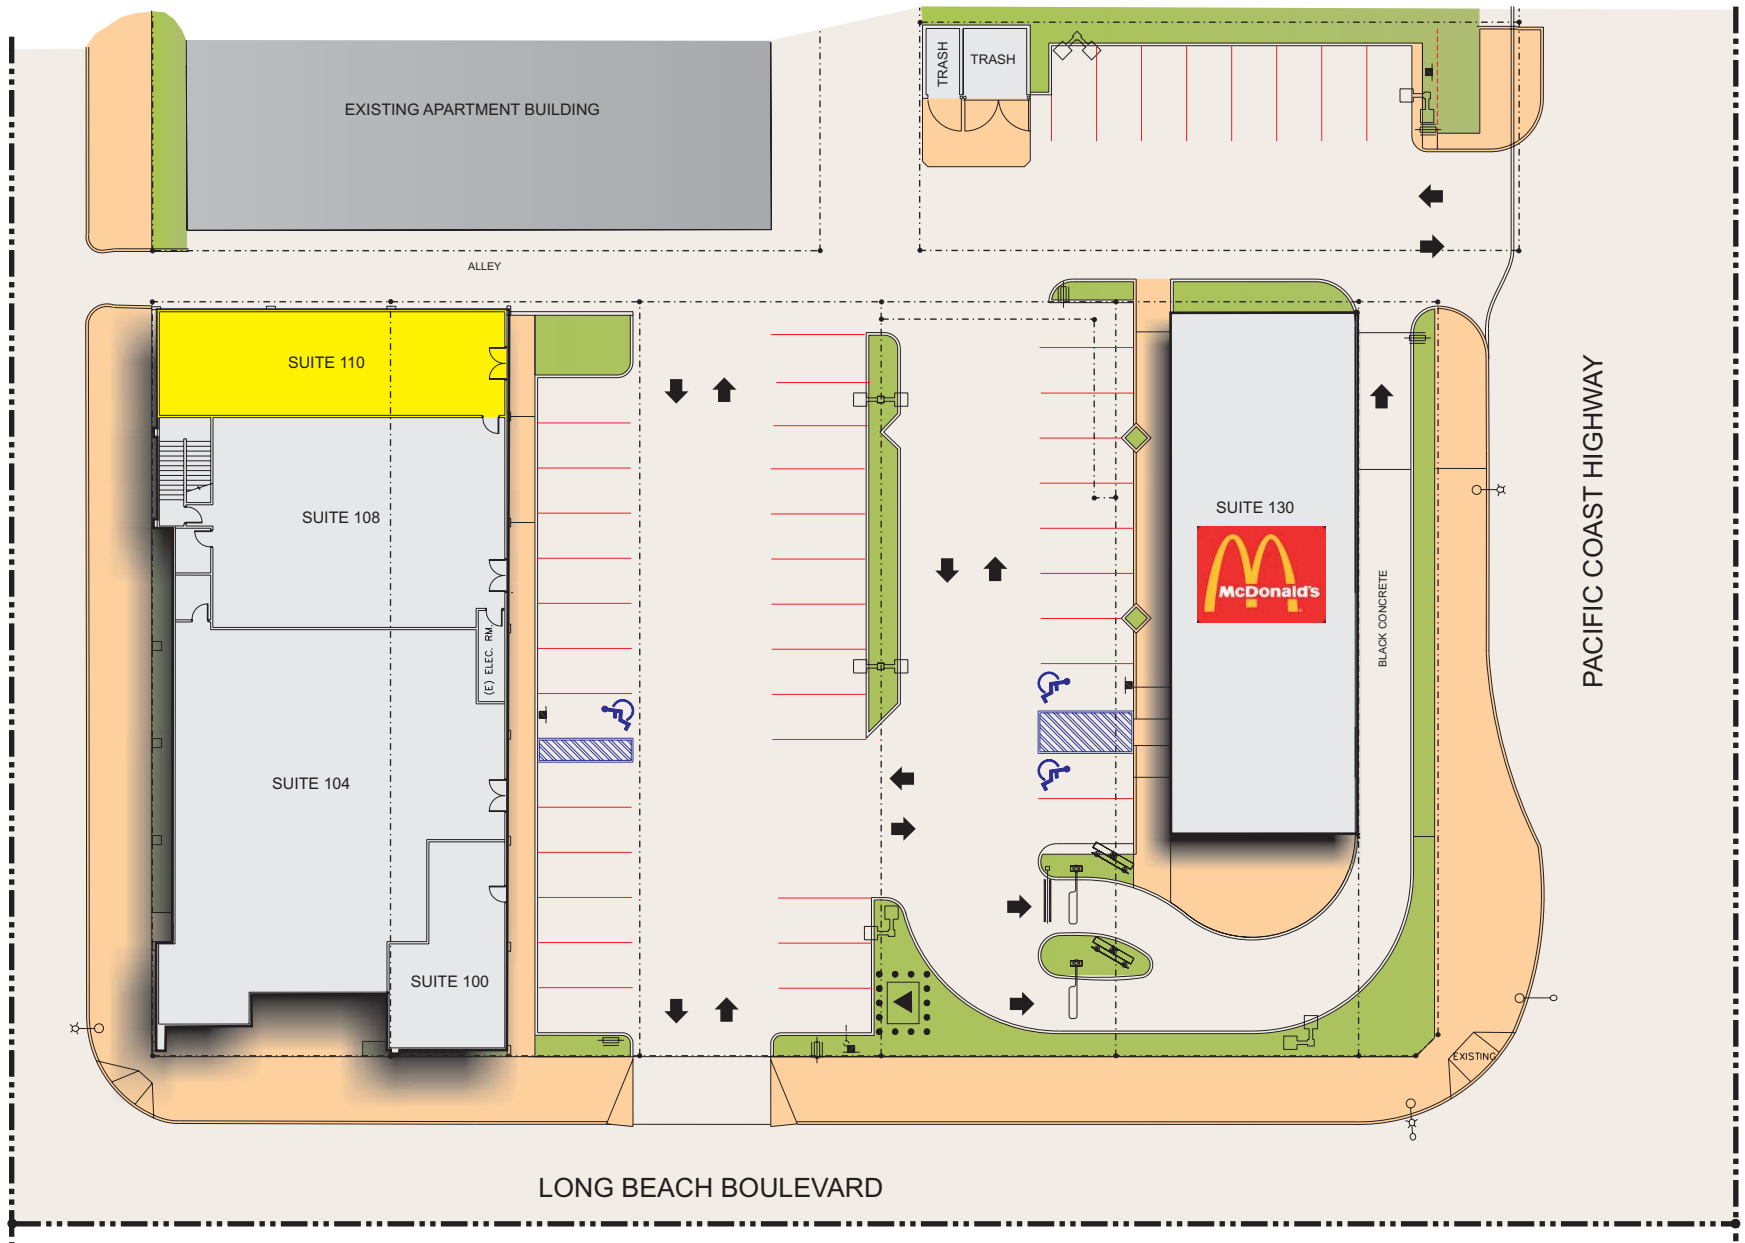 TRASH
TRASH
EXISTING APARTMENT BUILDING
ALLEY
SUITE 110
SUITE 108
(E) ELEC. RM.
SUITE 104
SUITE 100
SUITE 130
McDonald's
BLACK CONCRETE
PACIFIC COAST HIGHWAY
EXISTING
LONG BEACH BOULEVARD